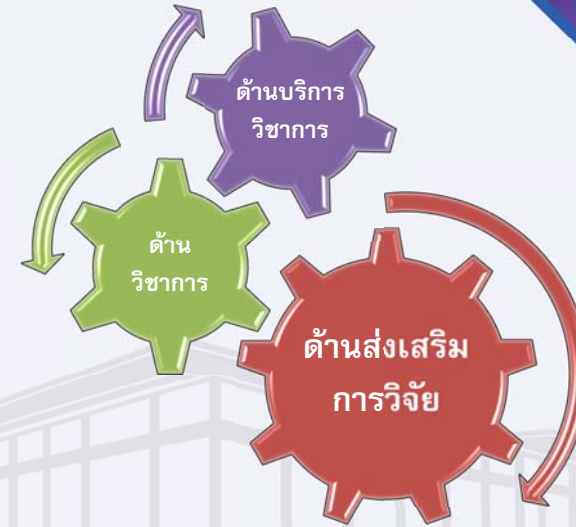 ด้านบริการ
วิชาการ
ด้าน
วิชาการ
ด้านส่งเสริม
การวิจัย